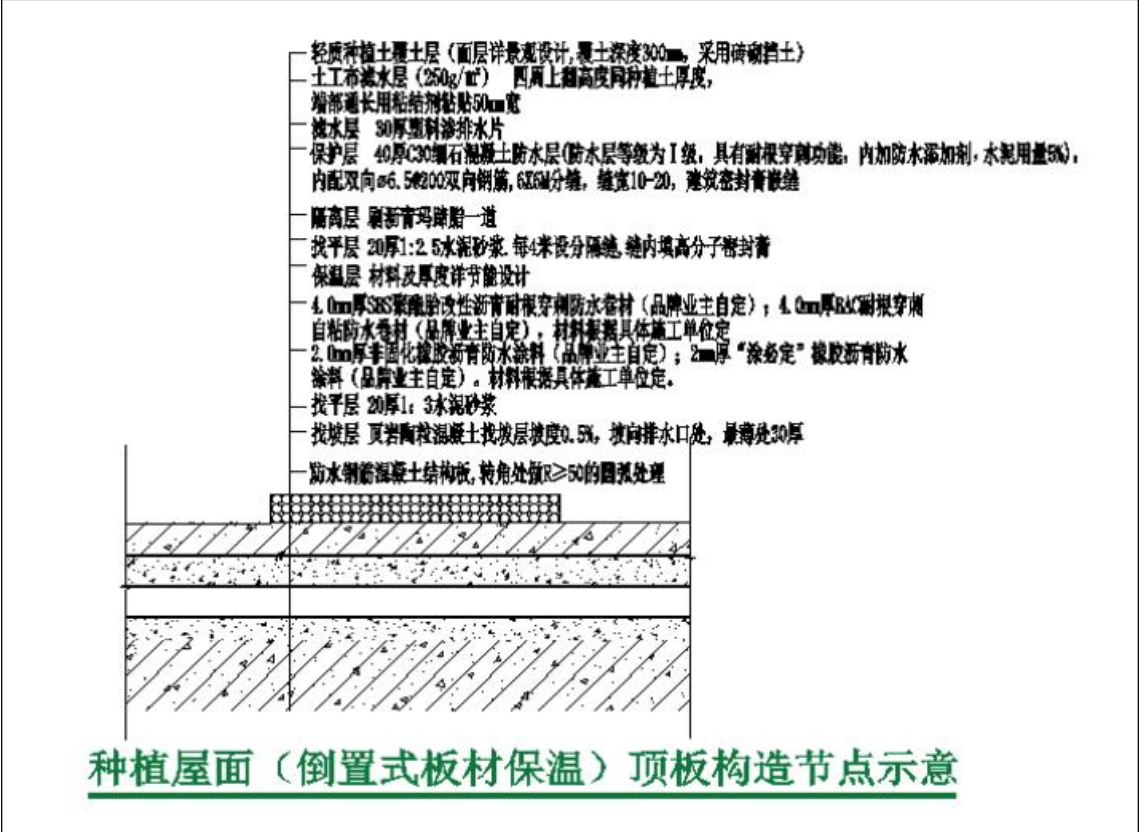 轻质种植土覆土层（面层详景观设计,覆土深度300mm, 采用砖砌挡土）
土工布滤水层（250g/㎡） 四周上翻高度同种植土厚度,
端部通长用粘结剂粘贴50mm宽
滤水层 30厚塑料渗排水片
保护层 40厚C30细石混凝土防水层(防水层等级为Ⅰ级, 具有耐根穿刺功能, 内加防水添加剂, 水泥用量5%),
内配双向ø6.5@200双向钢筋,6X6M分缝, 缝宽10-20, 建筑密封膏嵌缝
隔离层 刷沥青玛蹄脂一道
找平层 20厚1:2.5水泥砂浆.每4米设分隔缝,缝内填高分子密封膏
保温层 材料及厚度详节能设计
4.0mm厚SBS聚酰胎改性沥青耐根穿刺防水卷材（品牌业主自定）; 4.0mm厚BAC耐根穿刺
自粘防水卷材（品牌业主自定）, 材料根据具体施工单位定
2.0mm厚非固化橡胶沥青防水涂料（品牌业主自定）; 2mm厚“涂必定”橡胶沥青防水
涂料（品牌业主自定）。材料根据具体施工单位定.
找平层 20厚1: 3水泥砂浆
找坡层 页岩陶粒混凝土找坡层坡度0.5%, 坡向排水口处, 最薄处30厚
防水钢筋混凝土结构板,转角处做R≥50的圆弧处理
种植屋面（倒置式板材保温）顶板构造节点示意